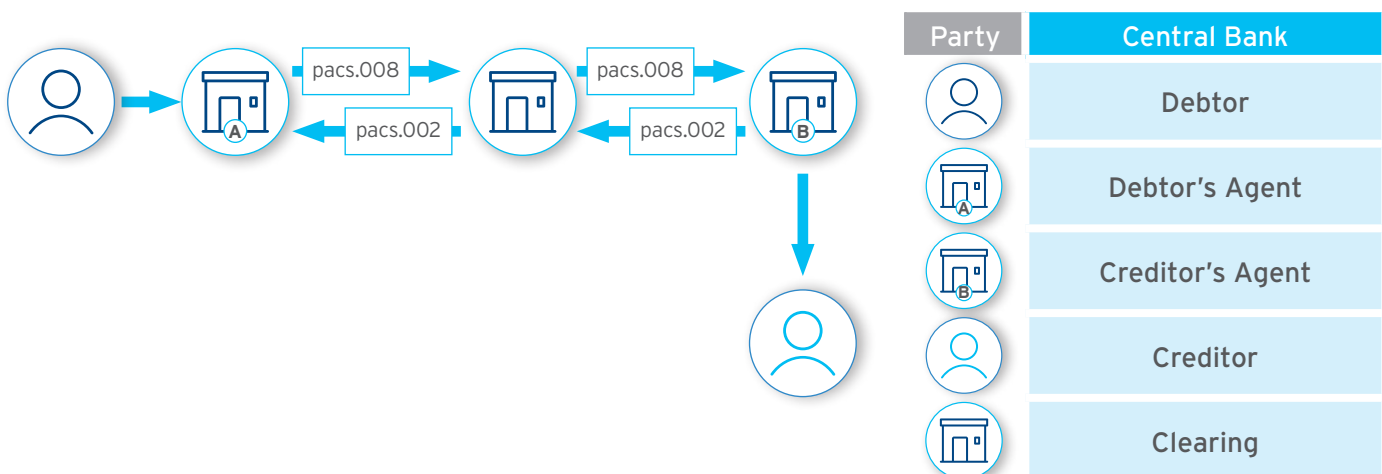 pacs.008
pacs.008
A
pacs.002
pacs.002
B
Party
Central Bank
Debtor
A
Debtor's Agent
B
Creditor's Agent
Creditor
Clearing